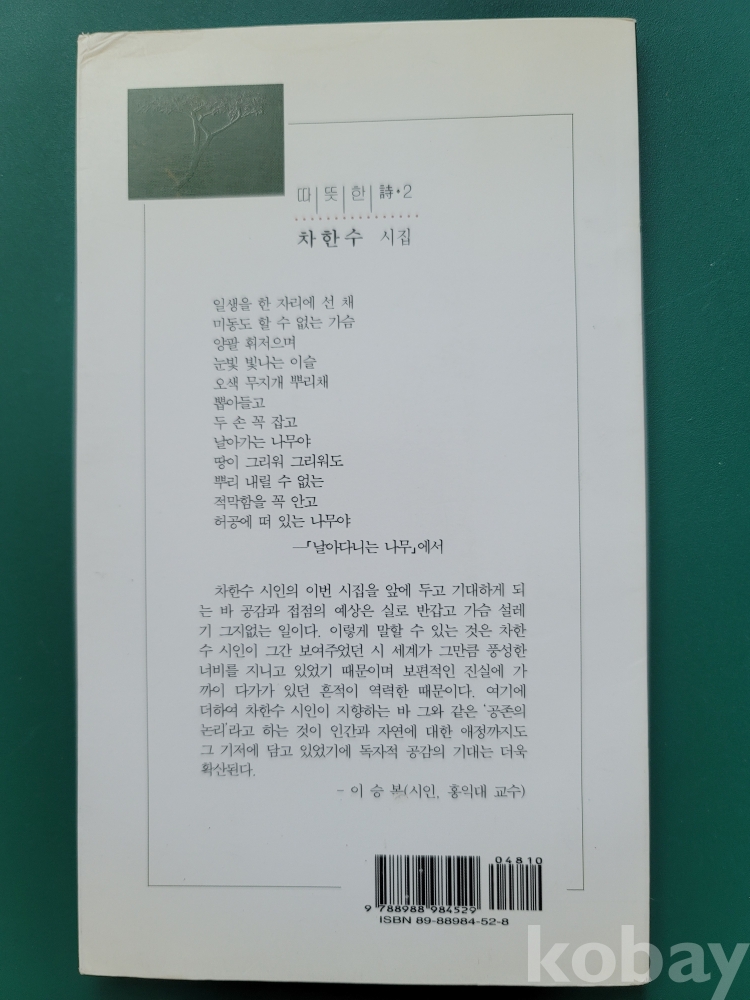 따뜻한 詩•2
차한수 시집
일생을 한 자리에 선 채
미동도 할 수 없는 가슴
양팔 휘저으며
눈빛 빛나는 이슬
오색 무지개 뿌리채
뽑아들고
두 손 꼭 잡고
날아가는 나무야
땅이 그리워 그리워도
뿌리 내릴 수 없는
적막함을 꼭 안고
허공에 떠 있는 나무야
―「날아다니는 나무」에서
차한수 시인의 이번 시집을 앞에 두고 기대하게 되
는 바 공감과 접점의 예상은 실로 반갑고 가슴 설레
기 그지없는 일이다. 이렇게 말할 수 있는 것은 차한
수 시인이 그간 보여주었던 시 세계가 그만큼 풍성한
너비를 지니고 있었기 때문이며 보편적인 진실에 가
까이 다가가 있던 흔적이 역력한 때문이다. 여기에
더하여 차한수 시인이 지향하는 바 그와 같은 '공존의
논리'라고 하는 것이 인간과 자연에 대한 애정까지도
그 기저에 담고 있었기에 독자적 공감의 기대는 더욱
확산된다.
- 이 승 복(시인, 홍익대 교수)
04810
9 788988 984529
ISBN 89-88984-52-8
kobay